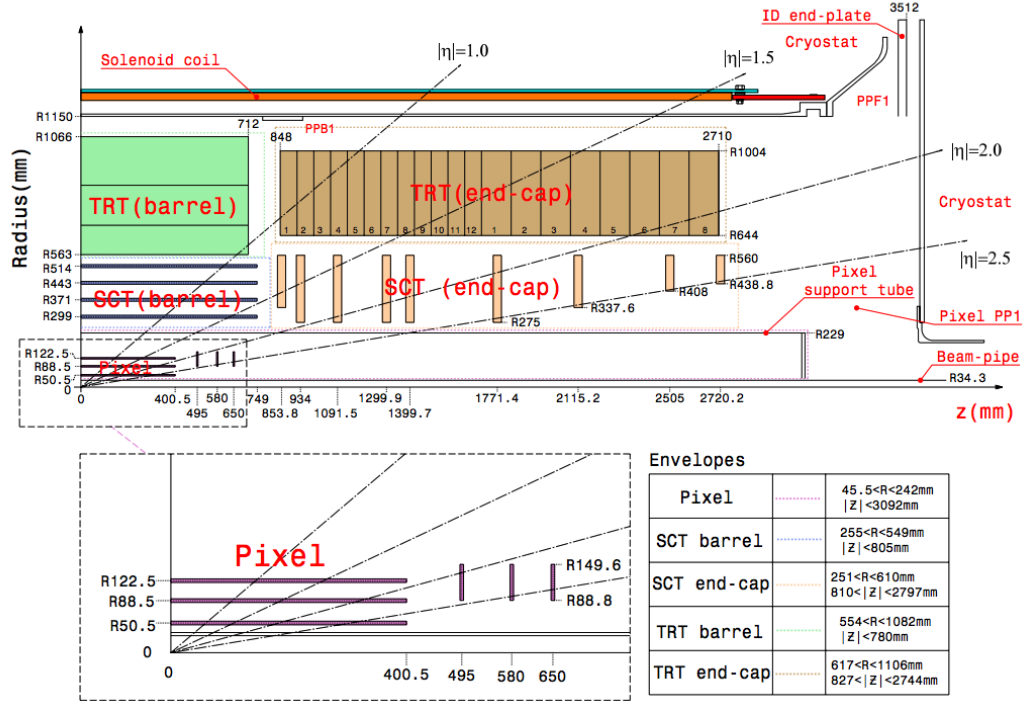 3512
ID end-plate
Cryostat
|η|=1.0
|η|=1.5
Solenoid coil
PPF1
R1150
712
PPB1
R1066
848
2710
R1004
|η|=2.0
Radius(mm)
TRT(barrel)
TRT(end-cap)
Cryostat
1 2 3 4 5 6 7 8 9 10 11 12 1 2 3 4 5 6 7 8
R644
R563
R514
R443
R371
R299
SCT(barrel)
SCT (end-cap)
R560
R438.8
R408
R337.6
R275
|η|=2.5
Pixel
support tube
Pixel PP1
R229
R122.5
R88.5
R50.5
0
Pixel
Beam-pipe
R34.3
0
400.5
495
580
650
749
853.8
934
1091.5
1299.9
1399.7
1771.4
2115.2
2505
2720.2
z(mm)
Pixel
R122.5
R88.5
R50.5
0
R149.6
R88.8
0
400.5
495
580
650
Envelopes
Pixel
45.5<R<242mm
|Z|<3092mm
SCT barrel
255<R<549mm
|Z|<805mm
SCT end-cap
251<R<610mm
810<|Z|<2797mm
TRT barrel
554<R<1082mm
|Z|<780mm
TRT end-cap
617<R<1106mm
827<|Z|<2744mm